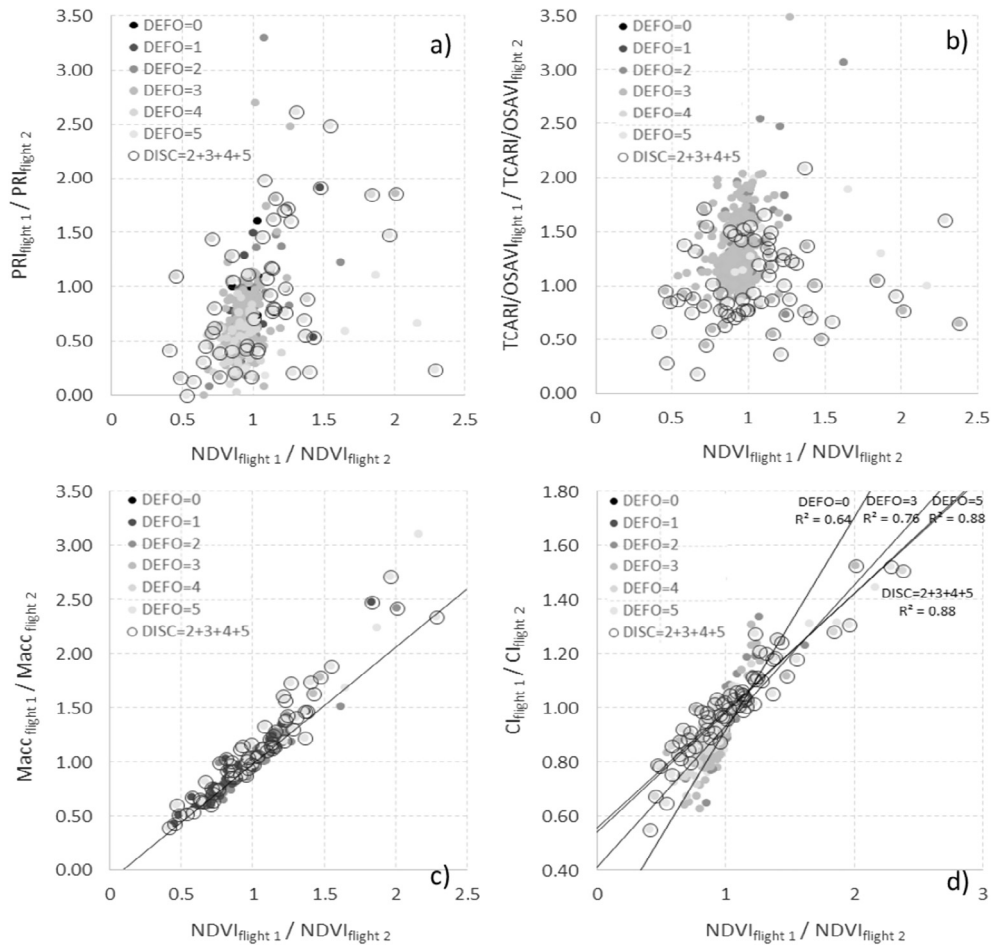 a)
3.50
3.00
2.50
2.00
1.50
1.00
0.50
0.00
PRIflight 1 / PRIflight 2
DEFO=0
DEFO=1
DEFO=2
DEFO=3
DEFO=4
DEFO=5
DISC=2+3+4+5
0 0.5 1 1.5 2 2.5
NDVIflight 1 / NDVIflight 2
b)
3.50
3.00
2.50
2.00
1.50
1.00
0.50
0.00
TCARI/OSAVIflight 1 / TCARI/OSAVIflight 2
DEFO=0
DEFO=1
DEFO=2
DEFO=3
DEFO=4
DEFO=5
DISC=2+3+4+5
0 0.5 1 1.5 2 2.5
NDVIflight 1 / NDVIflight 2
3.50
3.00
2.50
2.00
1.50
1.00
0.50
0.00
Macc flight 1 / Macc flight 2
DEFO=0
DEFO=1
DEFO=2
DEFO=3
DEFO=4
DEFO=5
DISC=2+3+4+5
c)
0 0.5 1 1.5 2 2.5
NDVIflight 1 / NDVIflight 2
1.80
1.60
1.40
1.20
1.00
0.80
0.60
0.40
CIflight 1 / CIflight 2
DEFO=0
DEFO=1
DEFO=2
DEFO=3
DEFO=4
DEFO=5
DISC=2+3+4+5
DEFO=0 DEFO=3 DEFO=5
R² = 0.64 R² = 0.76 R² = 0.88
DISC=2+3+4+5
R² = 0.88
d)
0 1 2 3
NDVIflight 1 / NDVIflight 2